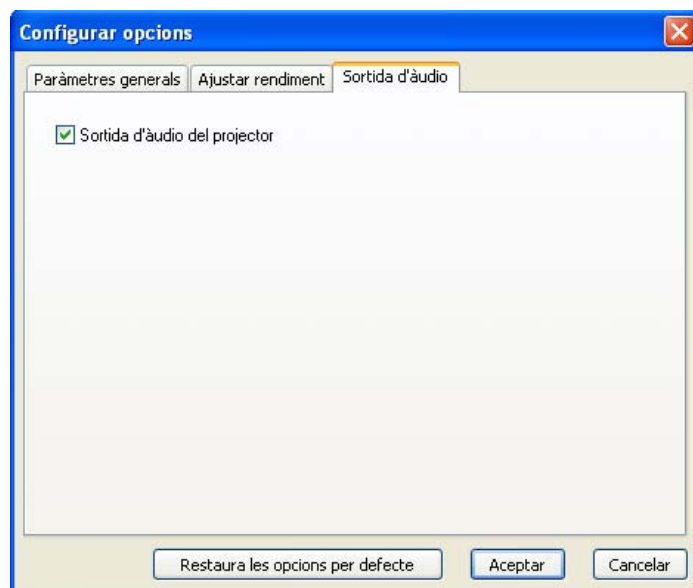 Configurar opcions
Paràmetres generals Ajustar rendiment Sortida d'àudio
Sortida d'àudio del projector
Restaura les opcions per defecte Aceptar Cancelar